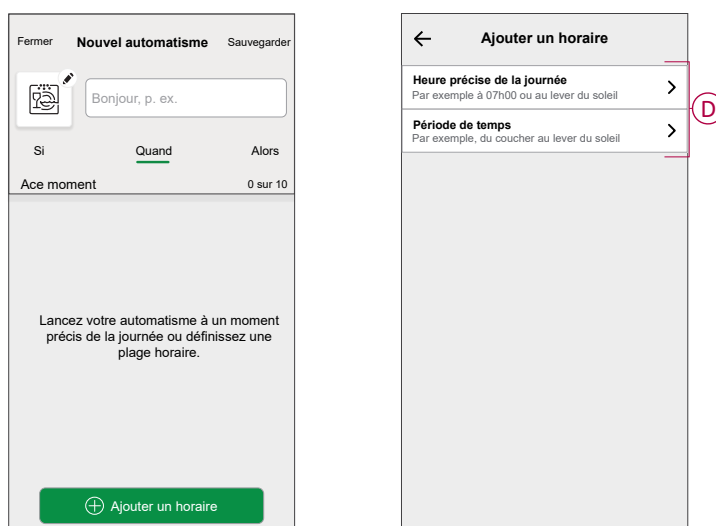 Fermer Nouvel automatisme Sauvegarder
Bonjour, p. ex.
Si Quand Alors
Ace moment 0 sur 10
Lancez votre automatisme à un moment
précis de la journée ou définissez une
plage horaire.
Ajouter un horaire
Ajouter un horaire
Heure précise de la journée
Par exemple à 07h00 ou au lever du soleil
Période de temps
Par exemple, du coucher au lever du soleil
D